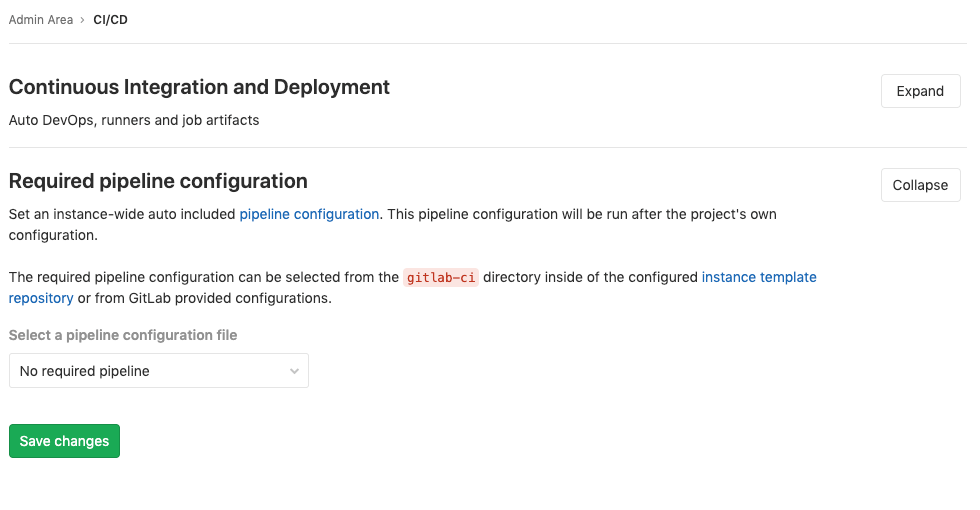 Admin Area › CI/CD
Continuous Integration and Deployment
Expand
Auto DevOps, runners and job artifacts
Required pipeline configuration
Collapse
Set an instance-wide auto included pipeline configuration. This pipeline configuration will be run after the project's own
configuration.
The required pipeline configuration can be selected from the gitlab-ci directory inside of the configured instance template
repository or from GitLab provided configurations.
Select a pipeline configuration file
No required pipeline
Save changes